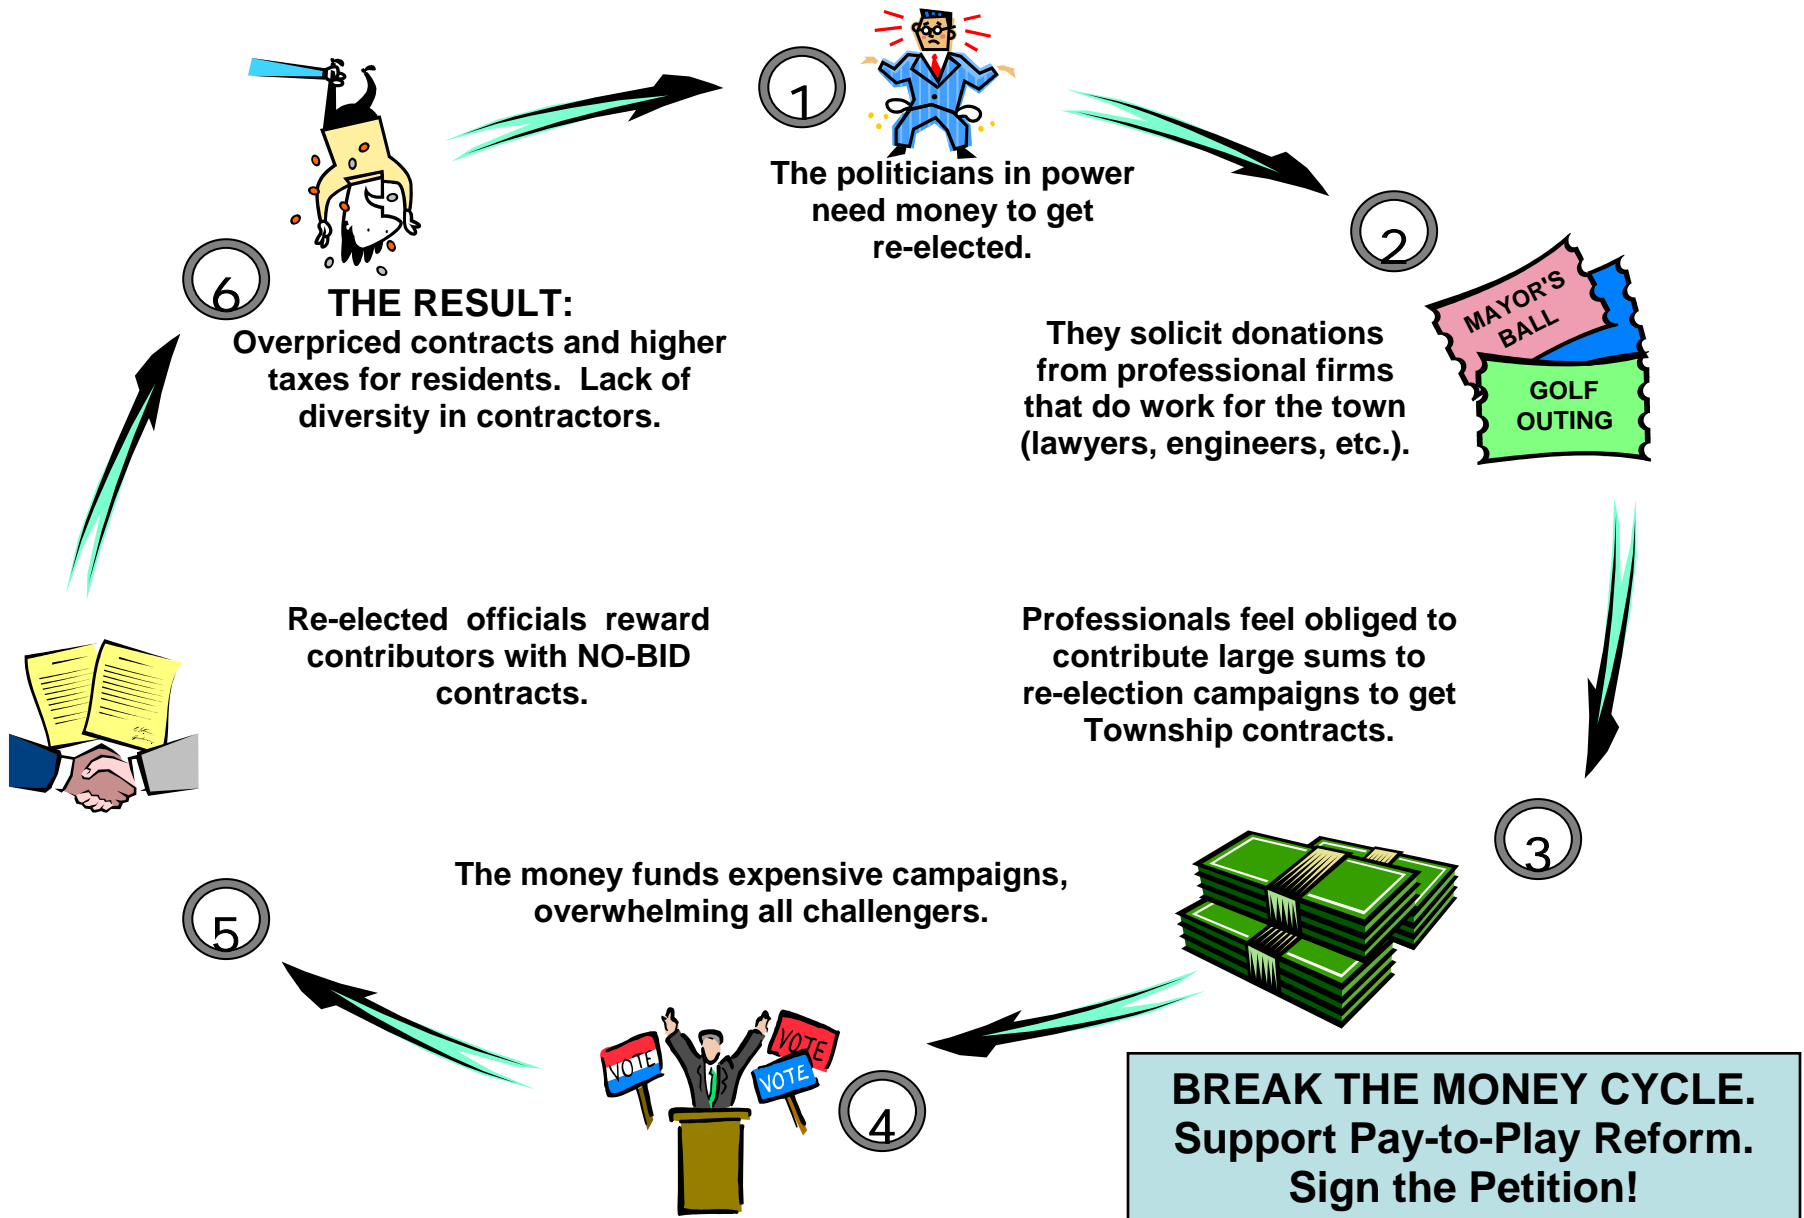 1
The politicians in power
need money to get
re-elected.
2
MAYOR'S
BALL
GOLF
OUTING
They solicit donations
from professional firms
that do work for the town
(lawyers, engineers, etc.).
Professionals feel obliged to
contribute large sums to
re-election campaigns to get
Township contracts.
3
The money funds expensive campaigns,
overwhelming all challengers.
VOTE
VOTE
VOTE
4
5
Re-elected officials reward
contributors with NO-BID
contracts.
6
THE RESULT:
Overpriced contracts and higher
taxes for residents. Lack of
diversity in contractors.
BREAK THE MONEY CYCLE.
Support Pay-to-Play Reform.
Sign the Petition!